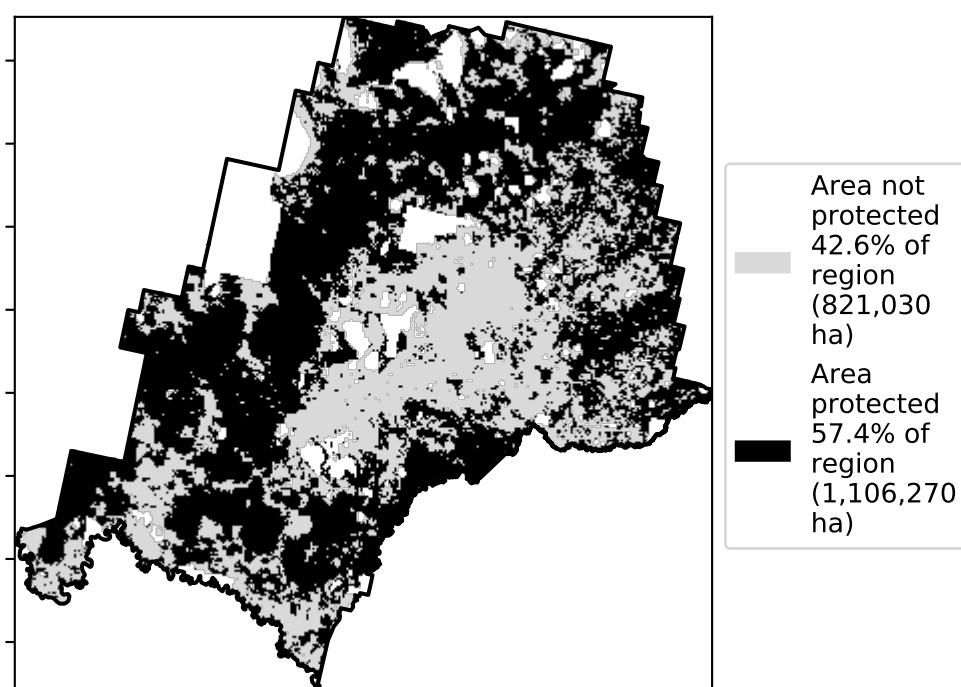 Area not
protected
42.6% of
region
(821,030
ha)
Area
protected
57.4% of
region
(1,106,270
ha)